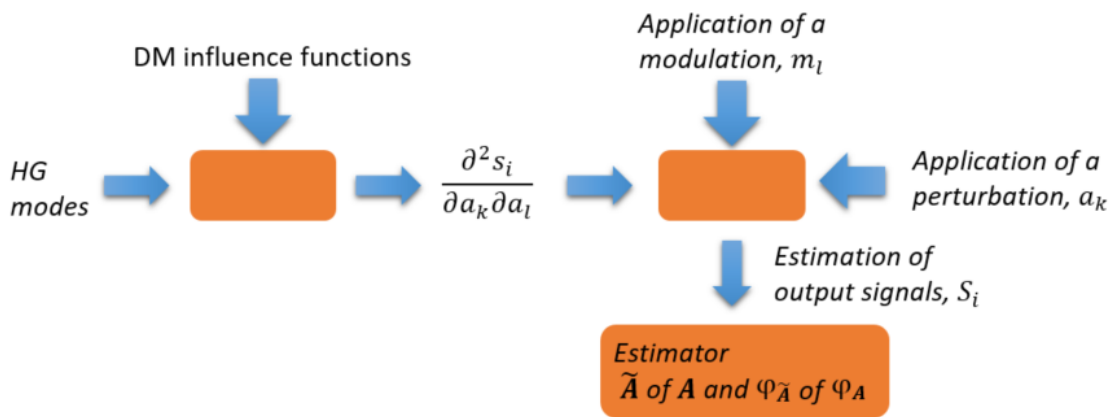 DM influence functions
Application of a
modulation, m_l
HG
modes
∂²s_i
∂a_k∂a_l
Application of a
perturbation, a_k
Estimation of
output signals, S_i
Estimator
Ã of A and φ_Ã of φ_A